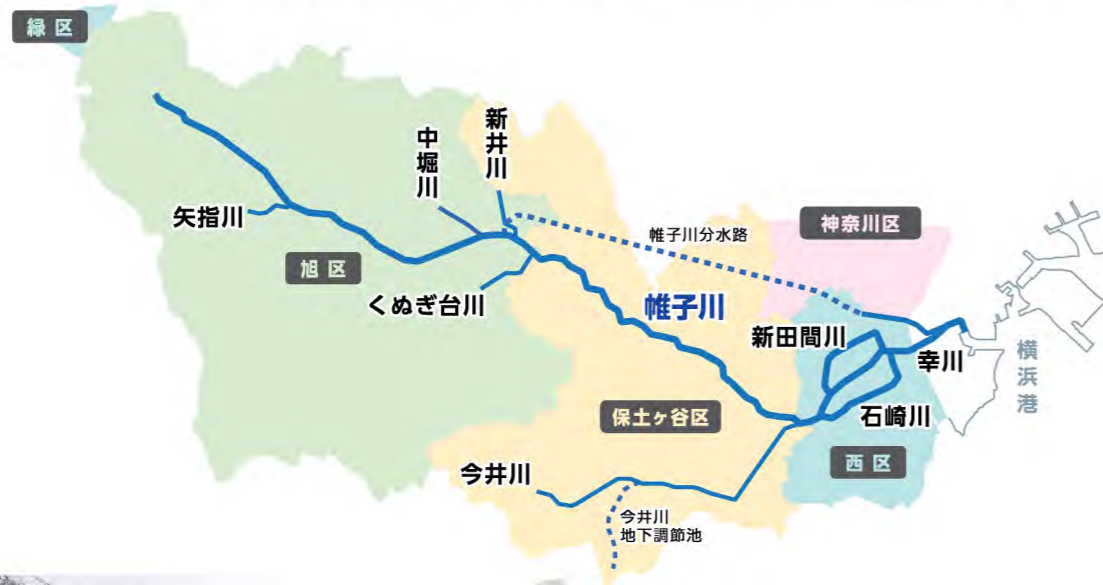 緑 区
新井川
中堀川
矢指川
帷子川分水路
神奈川区
旭 区
くぬぎ台川
帷子川
新田間川
幸川
横浜港
保土ヶ谷区
石崎川
西 区
今井川
今井川
地下調節池